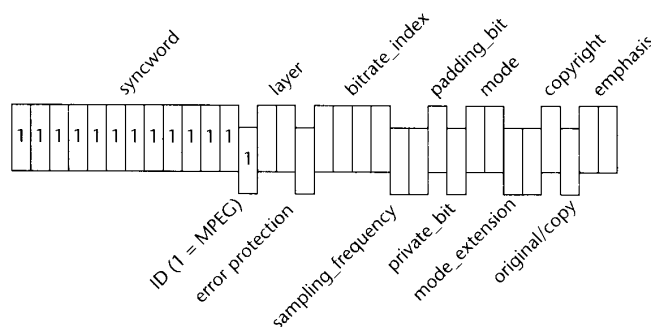 syncword
layer
bitrate_index
padding_bit
mode
copyright
emphasis
1 1 1 1 1 1 1 1 1 1 1 1
1
ID (1 = MPEG)
error protection
sampling_frequency
private_bit
mode_extension
original/copy